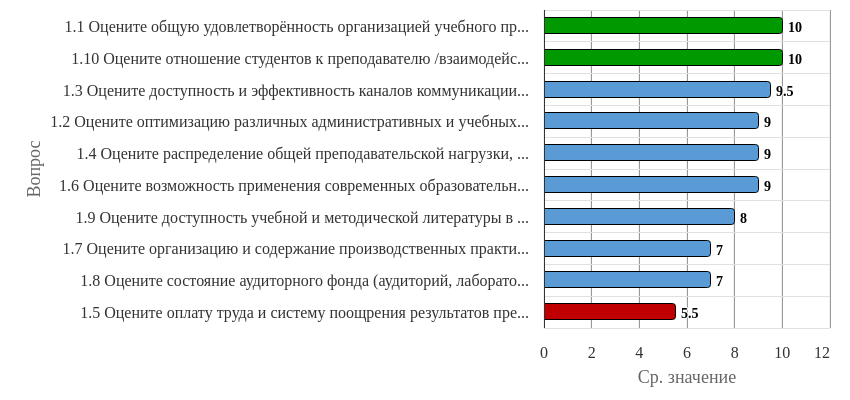 1.1 Оцените общую удовлетворённость организацией учебного пр... 10
1.10 Оцените отношение студентов к преподавателю /взаимодейс... 10
1.3 Оцените доступность и эффективность каналов коммуникации... 9.5
1.2 Оцените оптимизацию различных административных и учебных... 9
1.4 Оцените распределение общей преподавательской нагрузки, ... 9
1.6 Оцените возможность применения современных образовательн... 9
1.9 Оцените доступность учебной и методической литературы в ... 8
1.7 Оцените организацию и содержание производственных практи... 7
1.8 Оцените состояние аудиторного фонда (аудиторий, лаборато... 7
1.5 Оцените оплату труда и систему поощрения результатов пре... 5.5
Вопрос
0 2 4 6 8 10 12
Ср. значение